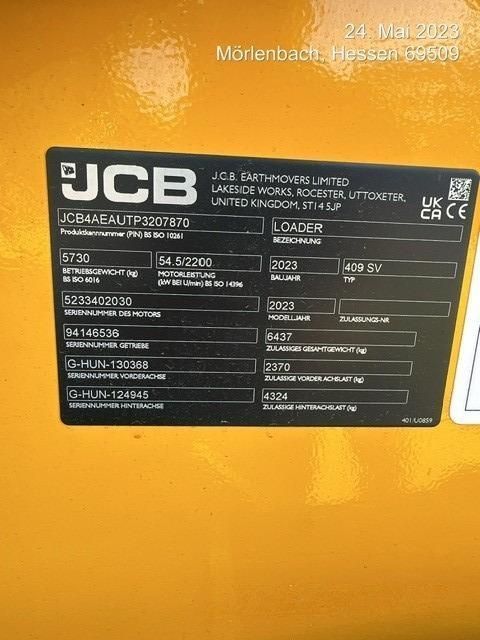 24. Mai 2023
Mörlenbach, Hessen 69509
JCB
J.C.B. EARTHMOVERS LIMITED
LAKESIDE WORKS, ROCESTER, UTTOXETER,
UNITED KINGDOM, ST14 5JP
UK
CA CE
JCB4AEAUTP3207870
Produktkennnummer (PIN) BS ISO 10261
LOADER
BEZEICHNUNG
5730
BETRIEBSGEWICHT (kg)
BS ISO 6016
54.5/2200
MOTORLEISTUNG
(kW BEI U/min) BS ISO 14396
2023
BAUJAHR
409 SV
TYP
5233402030
SERIENNUMMER DES MOTORS
2023
MODELLJAHR
ZULASSUNGS-NR
94146536
SERIENNUMMER GETRIEBE
6437
ZULÄSSIGES GESAMTGEWICHT (kg)
G-HUN-130368
SERIENNUMMER VORDERACHSE
2370
ZULÄSSIGE VORDER ACHSLAST (kg)
G-HUN-124945
SERIENNUMMER HINTERACHSE
4324
ZULÄSSIGE HINTERACHSLAST (kg)
401/U0859